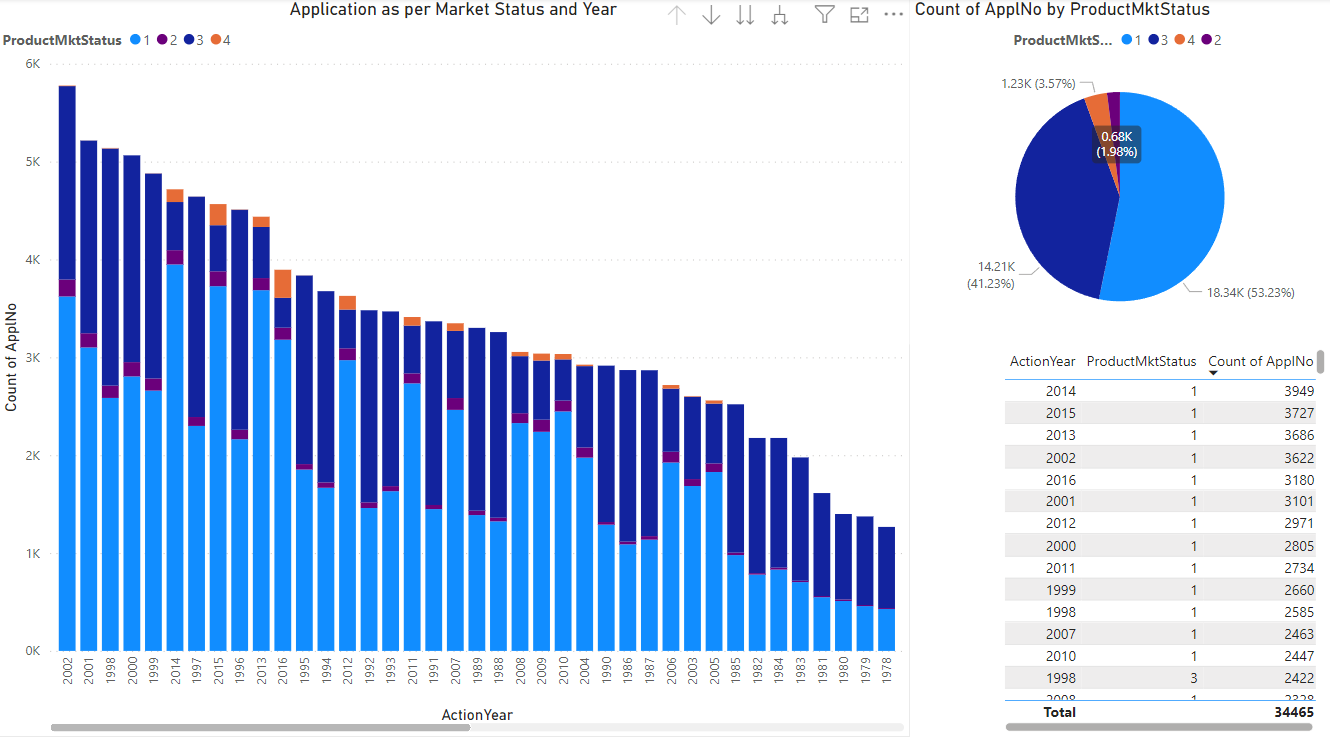 Application as per Market Status and Year
ProductMktStatus 1 2 3 4
6K
5K
4K
3K
2K
1K
0K
Count of ApplNo
2002 2001 1998 2000 1999 2014 1997 2015 1996 2013 2016 1995 1994 2012 1992 1993 2011 1991 2007 1989 1988 2008 2009 2010 2004 1990 1986 1987 2006 2003 2005 1985 1982 1984 1983 1981 1980 1979 1978
ActionYear
Count of ApplNo by ProductMktStatus
ProductMktS... 1 3 4 2
1.23K (3.57%)
0.68K
(1.98%)
14.21K
(41.23%)
18.34K (53.23%)
ActionYear ProductMktStatus Count of ApplNo
2014 1 3949
2015 1 3727
2013 1 3686
2002 1 3622
2016 1 3180
2001 1 3101
2012 1 2971
2000 1 2805
2011 1 2734
1999 1 2660
1998 1 2585
2007 1 2463
2010 1 2447
1998 3 2422
2008 1 2328
Total 34465